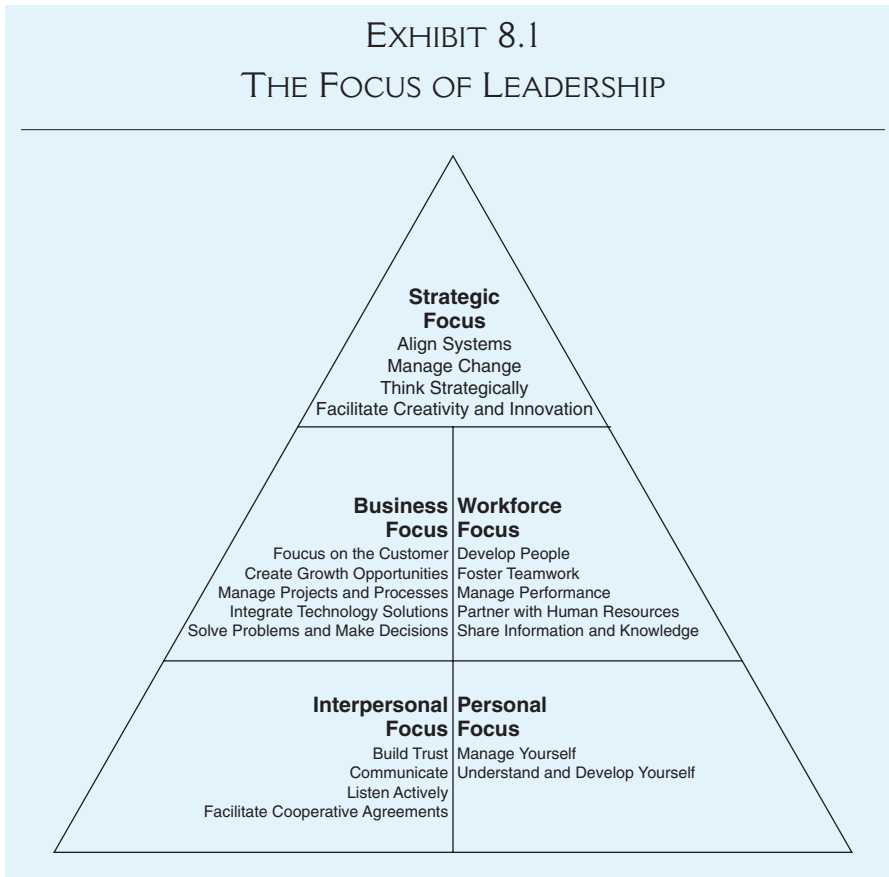 EXHIBIT 8.1
THE FOCUS OF LEADERSHIP
Strategic
Focus
Align Systems
Manage Change
Think Strategically
Facilitate Creativity and Innovation
Business
Focus
Foucus on the Customer
Create Growth Opportunities
Manage Projects and Processes
Integrate Technology Solutions
Solve Problems and Make Decisions
Workforce
Focus
Develop People
Foster Teamwork
Manage Performance
Partner with Human Resources
Share Information and Knowledge
Interpersonal
Focus
Build Trust
Communicate
Listen Actively
Facilitate Cooperative Agreements
Personal
Focus
Manage Yourself
Understand and Develop Yourself